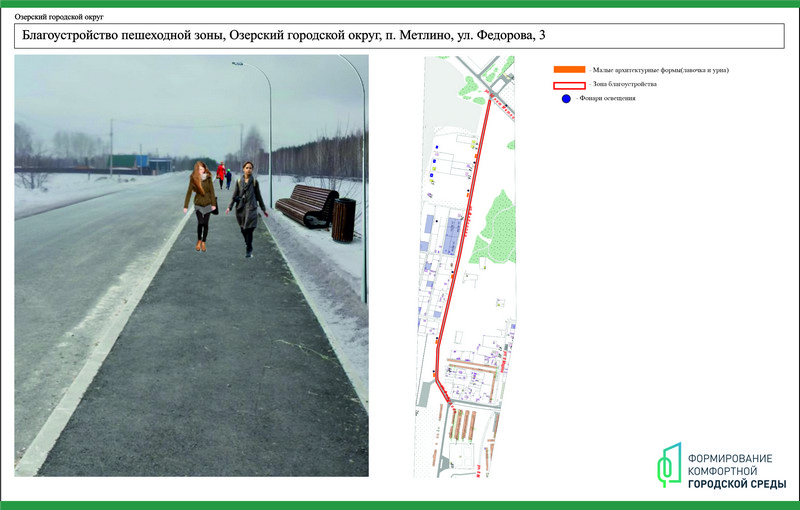 Озерский городской округ
Благоустройство пешеходной зоны, Озерский городской округ, п. Метлино, ул. Федорова, 3
- Малые архитектурные формы(лавочка и урна)
- Зона благоустройства
- Фонари освещения
ФОРМИРОВАНИЕ
КОМФОРТНОЙ
ГОРОДСКОЙ СРЕДЫ